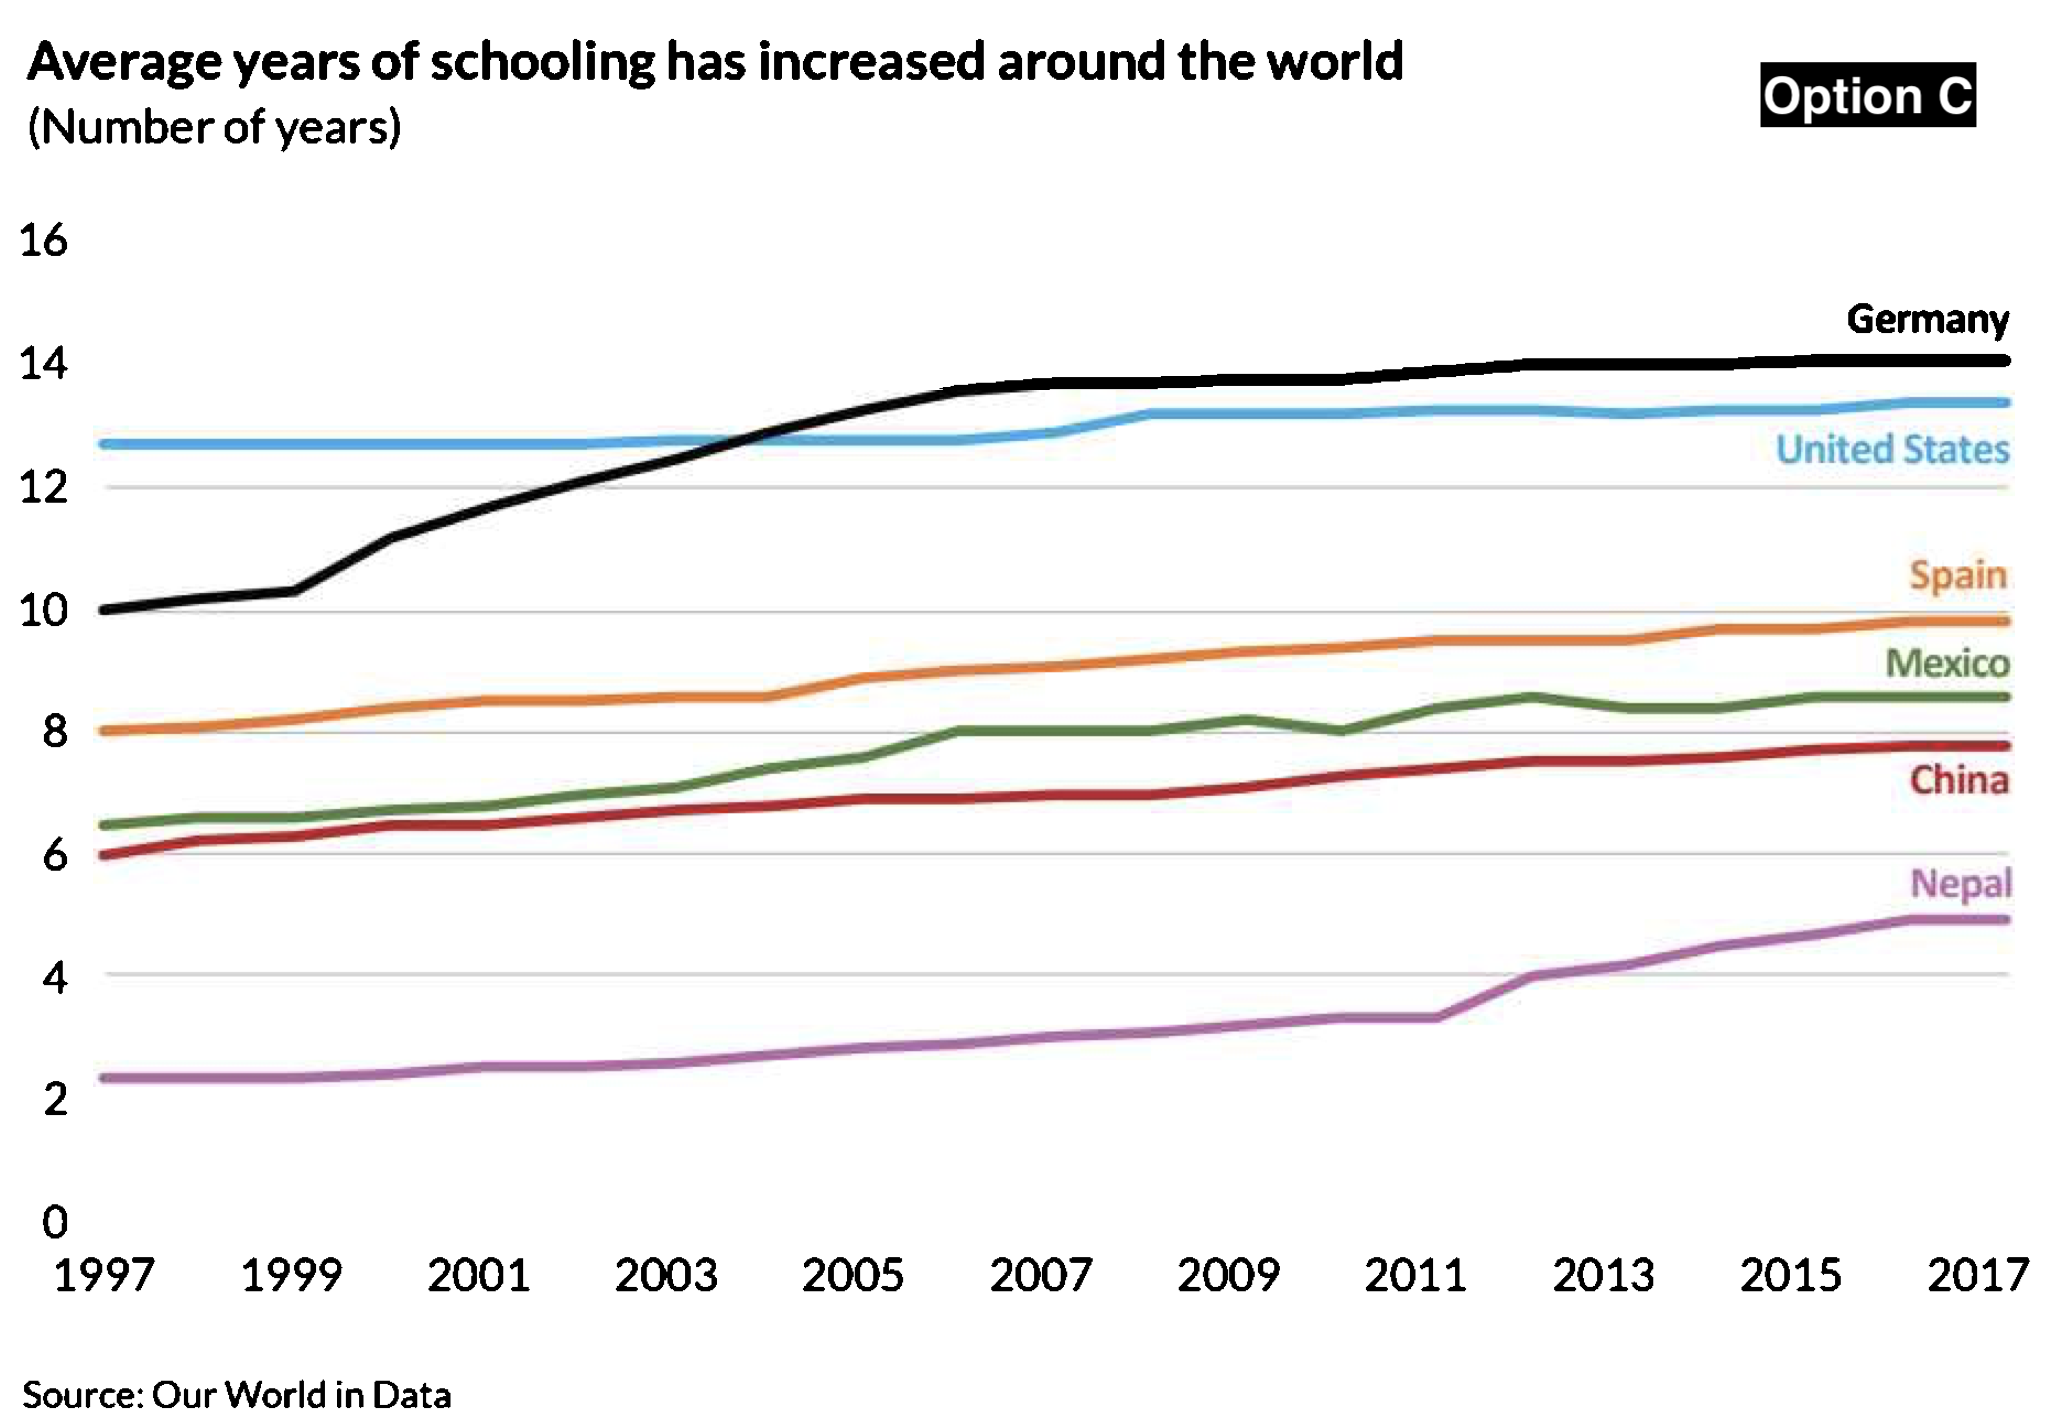 Average years of schooling has increased around the world
Option C
(Number of years)
16
Germany
14
United States
12
Spain
10
Mexico
8
China
6
Nepal
4
2
0
1997 1999 2001 2003 2005 2007 2009 2011 2013 2015 2017
Source: Our World in Data